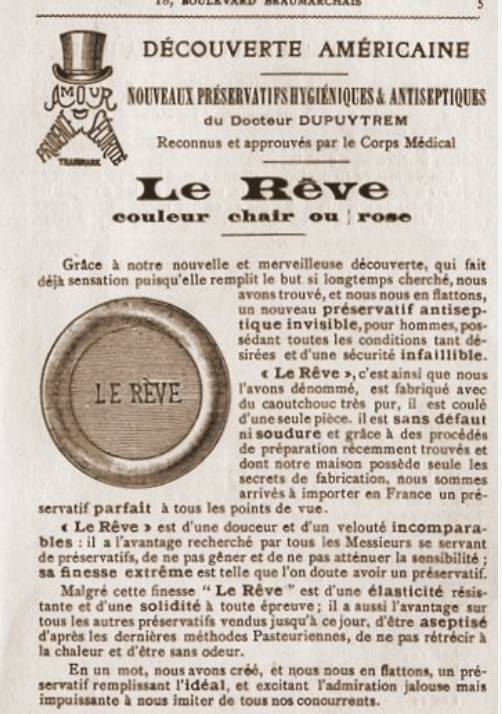 18, BOULEVARD BEAUMARCHAIS 5
AMOUR
PRUDENCE SÉCURITÉ
TRADEMARK
DÉCOUVERTE AMÉRICAINE
NOUVEAUX PRÉSERVATIFS HYGIÉNIQUES & ANTISEPTIQUES
du Docteur DUPUYTREM
Reconnus et approuvés par le Corps Médical
Le Rêve
couleur chair ou rose
Grâce à notre nouvelle et merveilleuse découverte, qui fait
déjà sensation puisqu'elle remplit le but si longtemps cherché, nous
avons trouvé, et nous nous en flattons,
un nouveau préservatif antisep-
tique invisible, pour hommes, pos-
sédant toutes les conditions tant dé-
sirées et d'une sécurité infaillible.
« Le Rêve », c'est ainsi que nous
l'avons dénommé, est fabriqué avec
du caoutchouc très pur, il est coulé
d'une seule pièce. il est sans défaut
ni soudure et grâce à des procédés
de préparation récemment trouvés et
dont notre maison possède seule les
secrets de fabrication, nous sommes
arrivés à importer en France un pré-
servatif parfait à tous les points de vue.
LE RÈVE
« Le Rêve » est d'une douceur et d'un velouté incompara-
bles : il a l'avantage recherché par tous les Messieurs se servant
de préservatifs, de ne pas gêner et de ne pas atténuer la sensibilité ;
sa finesse extrême est telle que l'on doute avoir un préservatif.
Malgré cette finesse “ Le Rêve ” est d'une élasticité résis-
tante et d'une solidité à toute épreuve ; il a aussi l'avantage sur
tous les autres préservatifs vendus jusqu'à ce jour, d'être aseptisé
d'après les dernières méthodes Pasteuriennes, de ne pas rétrécir à
la chaleur et d'être sans odeur.
En un mot, nous avons créé, et nous nous en flattons, un pré-
servatif remplissant l'idéal, et excitant l'admiration jalouse mais
impuissante à nous imiter de tous nos concurrents.